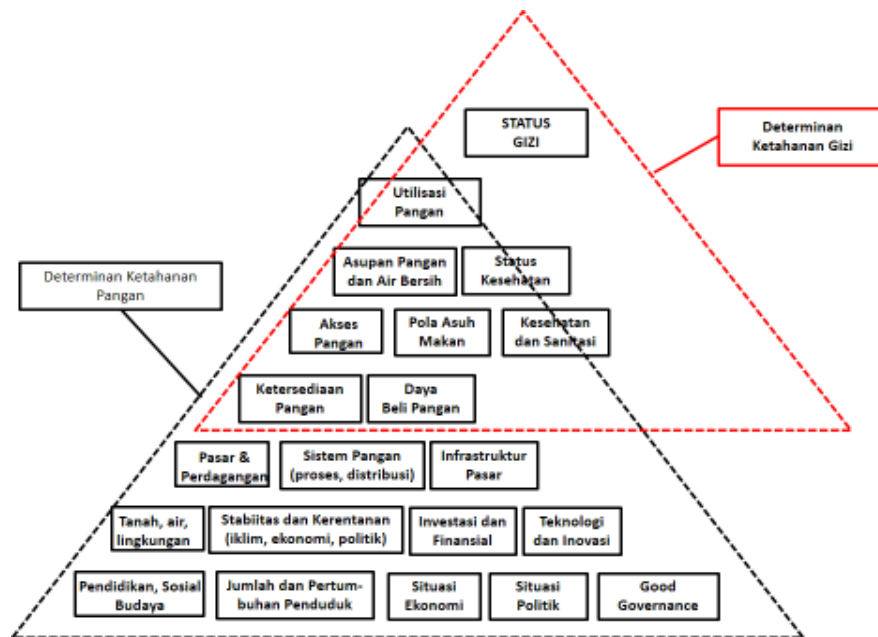 STATUS
GIZI
Determinan
Ketahanan Gizi
Utilisasi
Pangan
Determinan Ketahanan
Pangan
Asupan Pangan
dan Air Bersih
Status
Kesehatan
Akses
Pangan
Pola Asuh
Makan
Kesehatan
dan Sanitasi
Ketersediaan
Pangan
Daya
Beli Pangan
Pasar &
Perdagangan
Sistem Pangan
(proses, distribusi)
Infrastruktur
Pasar
Tanah, air,
lingkungan
Stabiitas dan Kerentanan
(iklim, ekonomi, politik)
Investasi dan
Finansial
Teknologi
dan Inovasi
Pendidikan, Sosial
Budaya
Jumlah dan Pertum-
buhan Penduduk
Situasi
Ekonomi
Situasi
Politik
Good
Governance